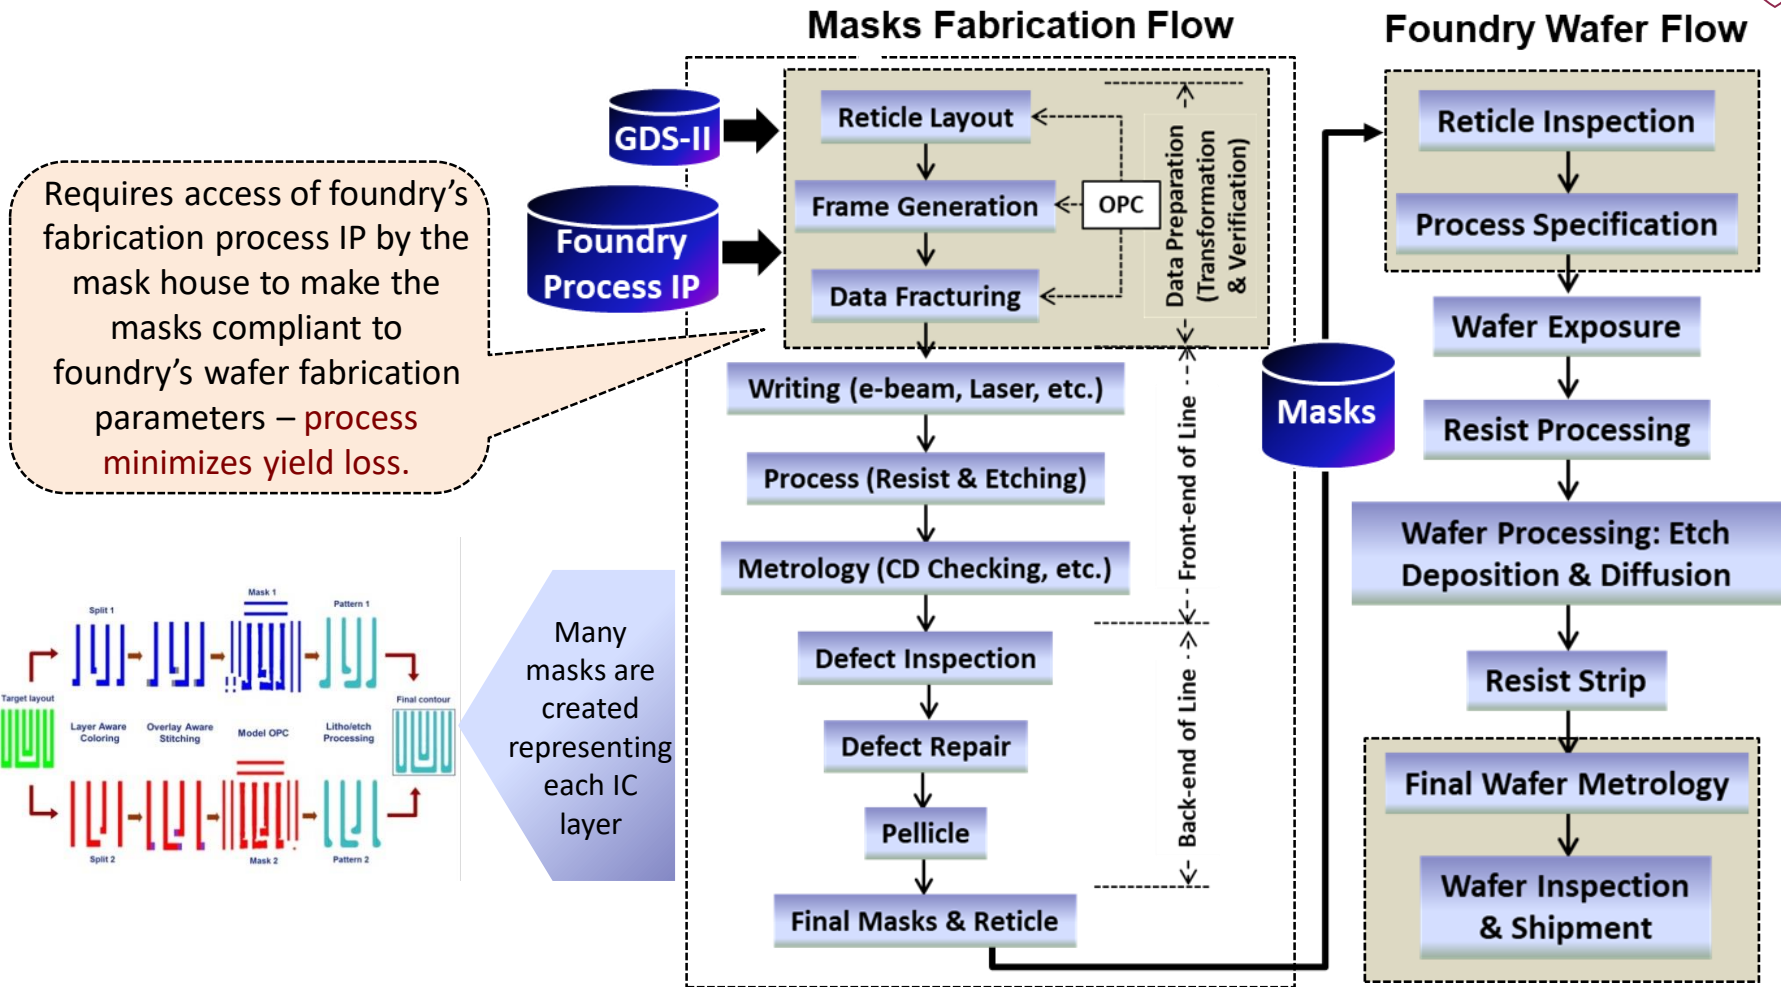 Masks Fabrication Flow
Foundry Wafer Flow
GDS-II
Foundry
Process IP
Requires access of foundry’s
fabrication process IP by the
mask house to make the
masks compliant to
foundry’s wafer fabrication
parameters – process
minimizes yield loss.
Reticle Layout
Frame Generation
Data Fracturing
OPC
Data Preparation
(Transformation
& Verification)
Writing (e-beam, Laser, etc.)
Process (Resist & Etching)
Metrology (CD Checking, etc.)
Front-end of Line
Defect Inspection
Defect Repair
Pellicle
Back-end of Line
Final Masks & Reticle
Masks
Reticle Inspection
Process Specification
Wafer Exposure
Resist Processing
Wafer Processing: Etch
Deposition & Diffusion
Resist Strip
Final Wafer Metrology
Wafer Inspection
& Shipment
Many
masks are
created
representing
each IC
layer
Split 1
Mask 1
Pattern 1
Target layout
Layer Aware
Coloring
Overlay Aware
Stitching
Model OPC
Litho/etch
Processing
Final contour
Split 2
Mask 2
Pattern 2